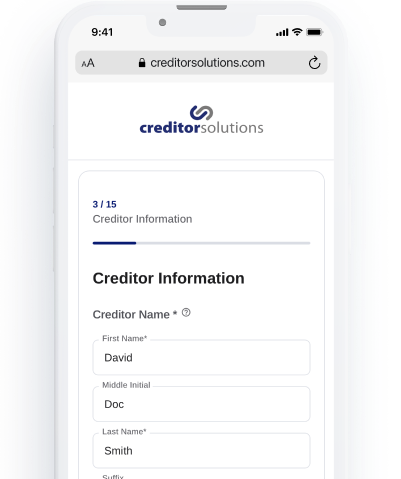 9:41
AA creditorsolutions.com
creditorsolutions
3 / 15
Creditor Information
Creditor Information
Creditor Name * ?
First Name*
David
Middle Initial
Doc
Last Name*
Smith
Suffix